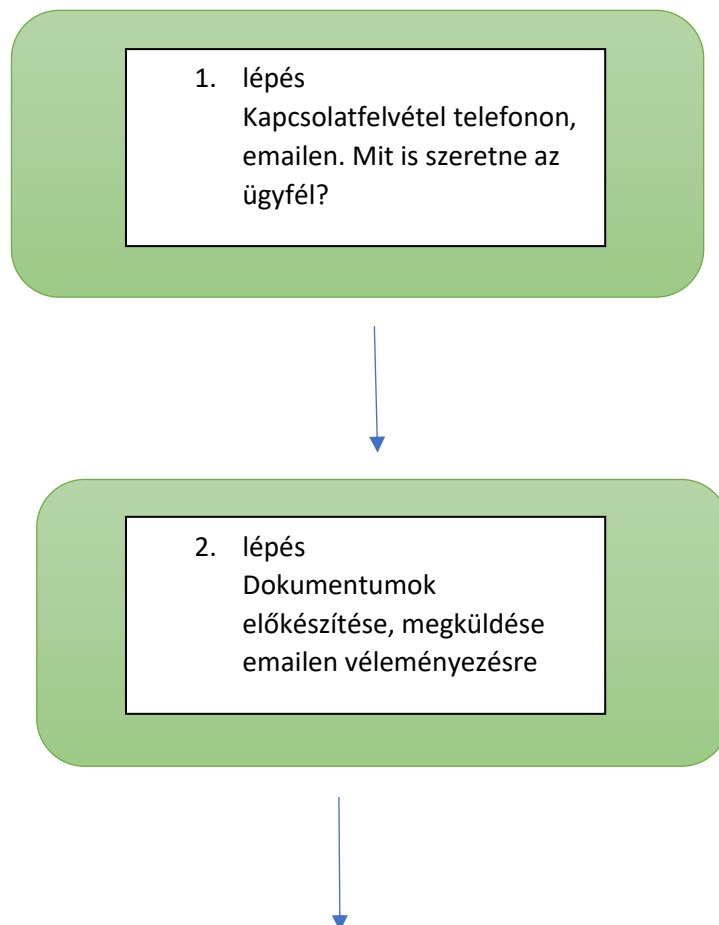 1. lépés
Kapcsolatfelvétel telefonon,
emailen. Mit is szeretne az
ügyfél?
2. lépés
Dokumentumok
előkészítése, megküldése
emailen véleményezésre